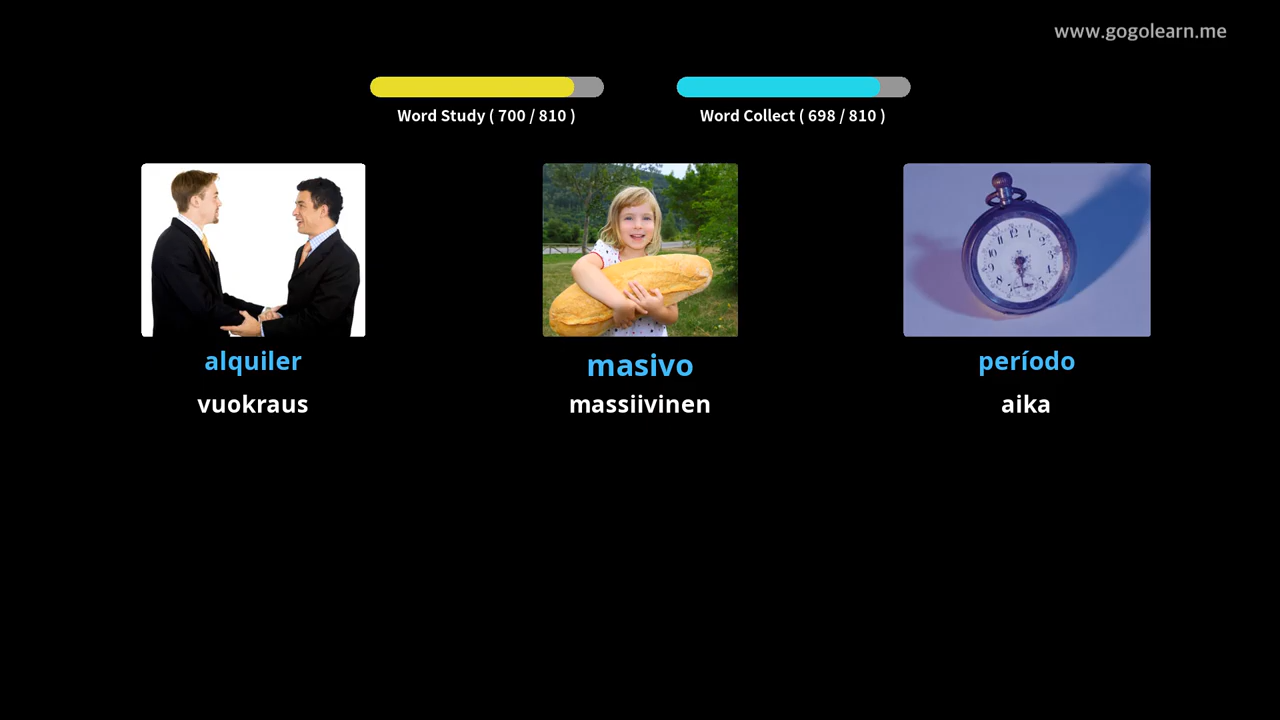 www.gogolearn.me
Word Study ( 700 / 810 )
Word Collect ( 698 / 810 )
alquiler
masivo
período
vuokraus
massiivinen
aika